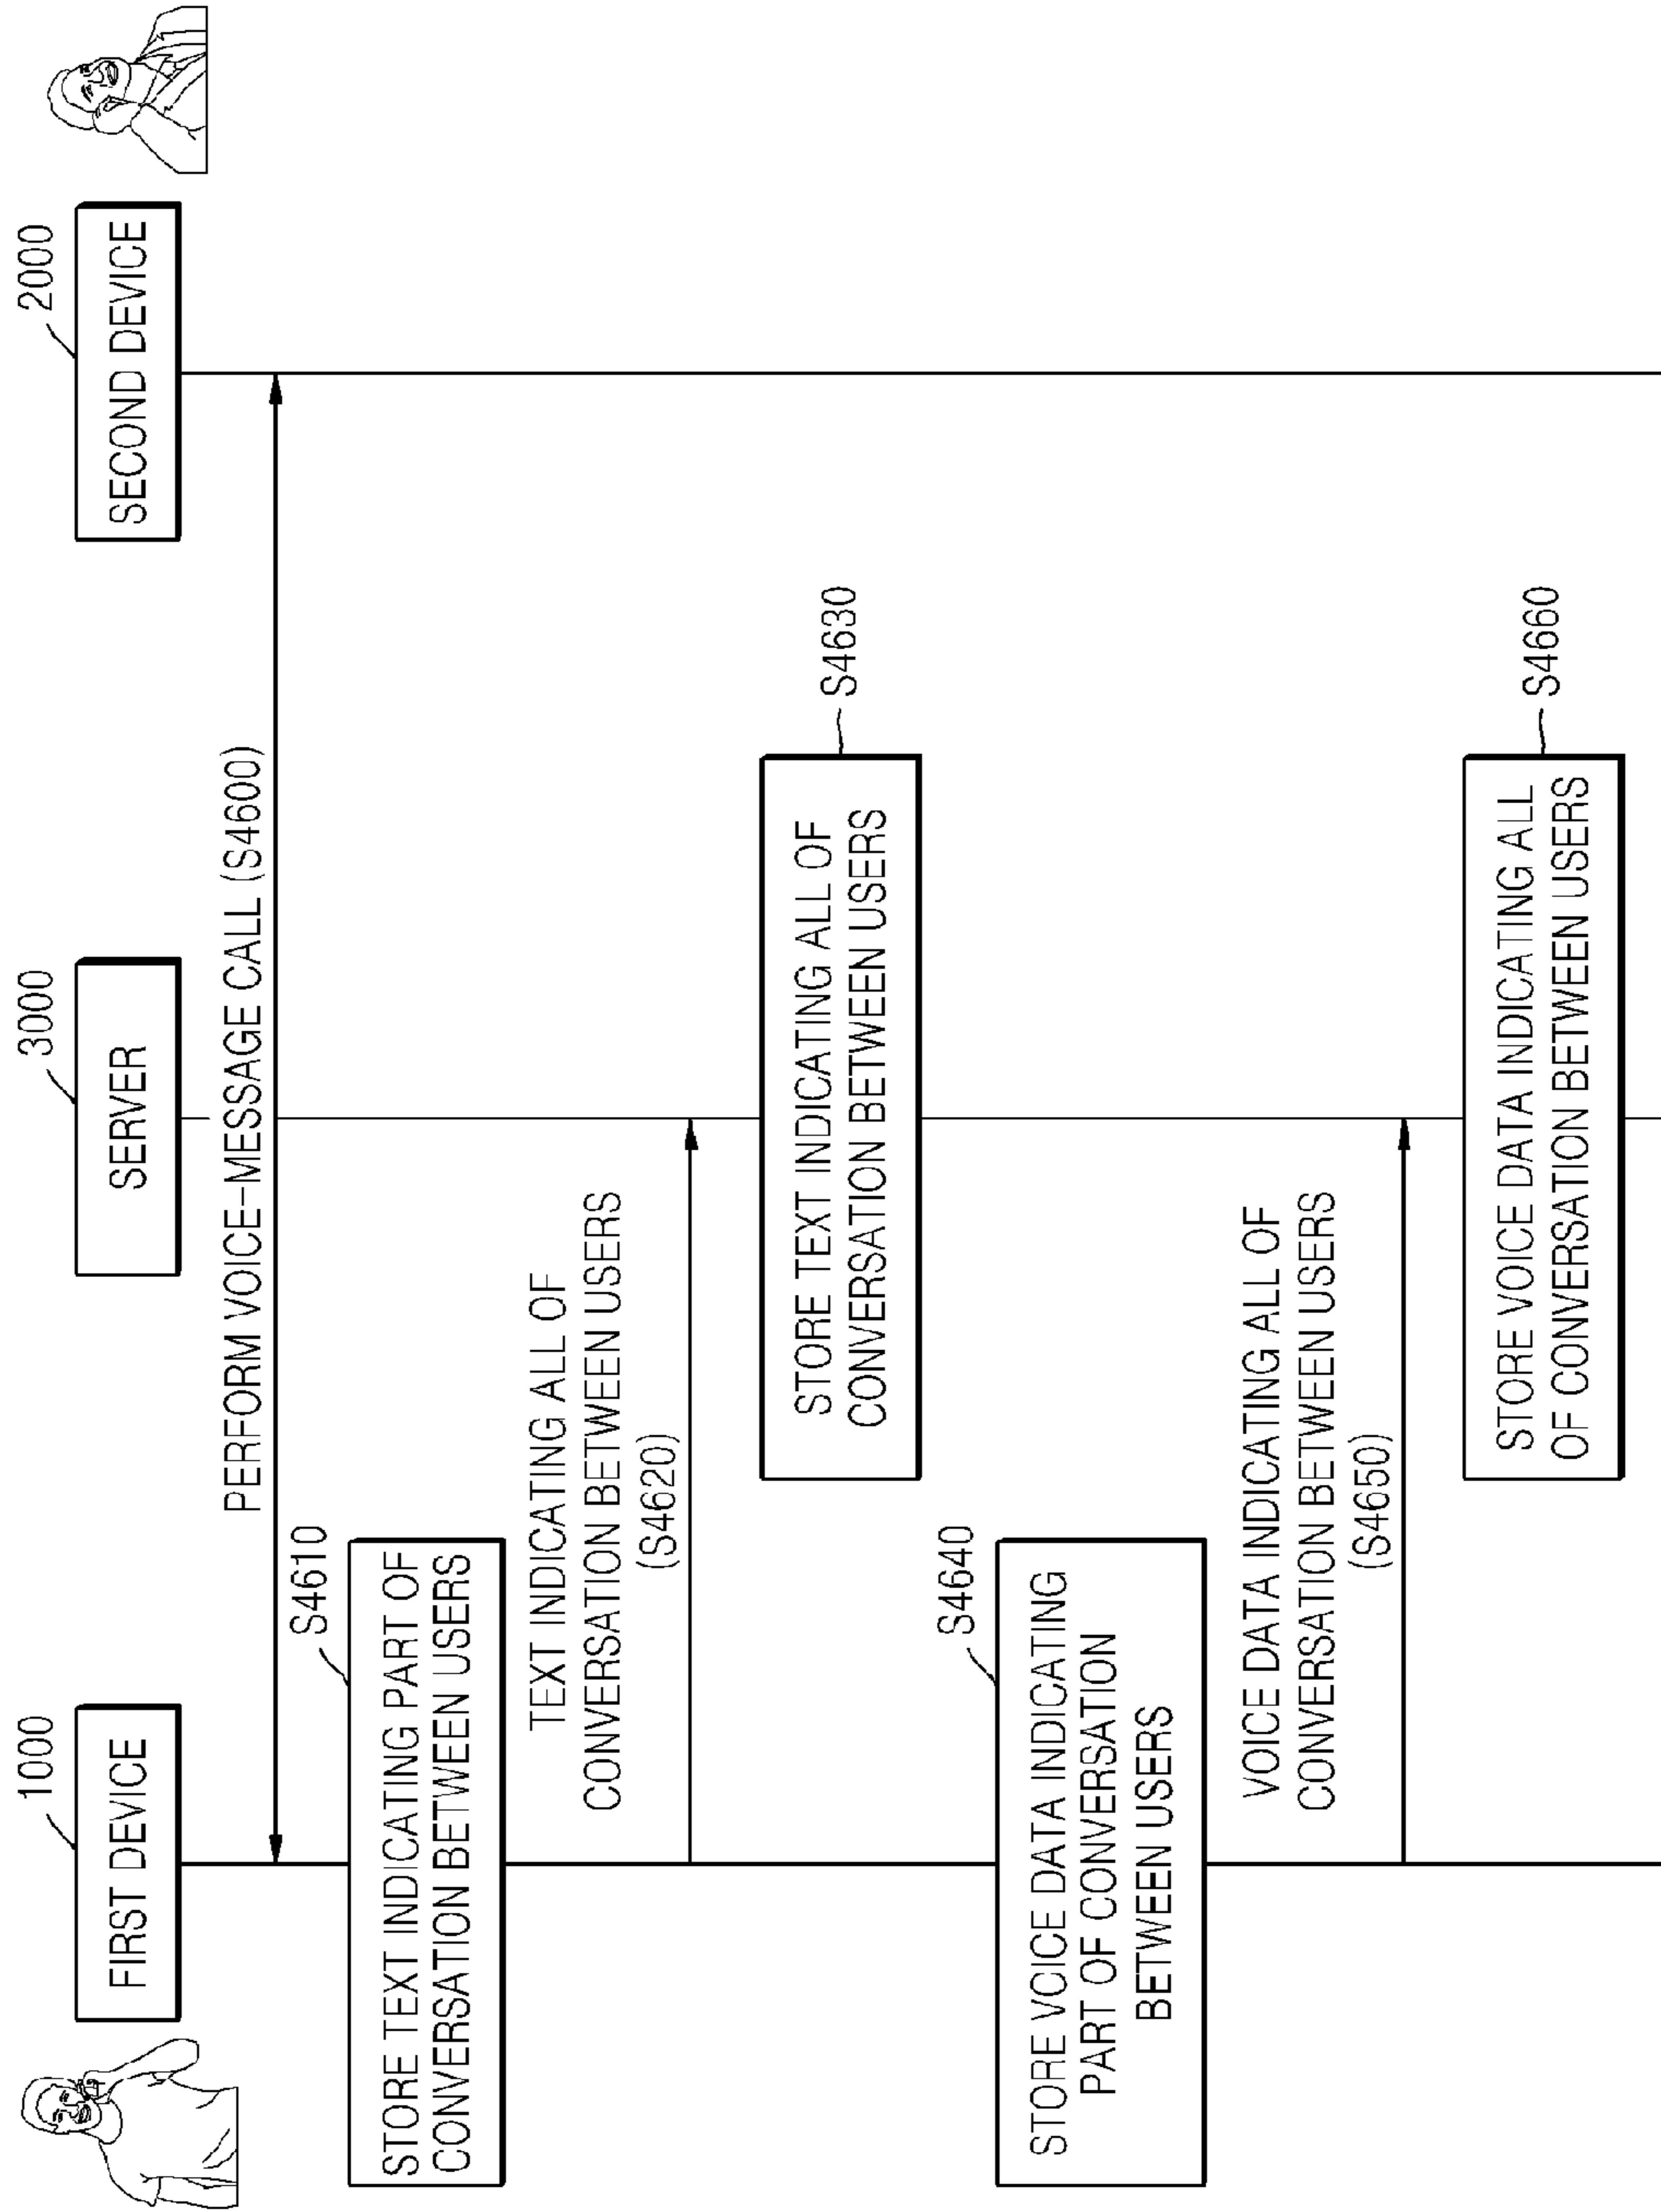 1000
3000
2000
FIRST DEVICE
SERVER
SECOND DEVICE
PERFORM VOICE-MESSAGE CALL (S4600)
S4610
STORE TEXT INDICATING PART OF
CONVERSATION BETWEEN USERS
TEXT INDICATING ALL OF
CONVERSATION BETWEEN USERS
(S4620)
S4630
STORE TEXT INDICATING ALL OF
CONVERSATION BETWEEN USERS
S4640
STORE VOICE DATA INDICATING
PART OF CONVERSATION
BETWEEN USERS
VOICE DATA INDICATING ALL OF
CONVERSATION BETWEEN USERS
(S4650)
S4660
STORE VOICE DATA INDICATING ALL
OF CONVERSATION BETWEEN USERS